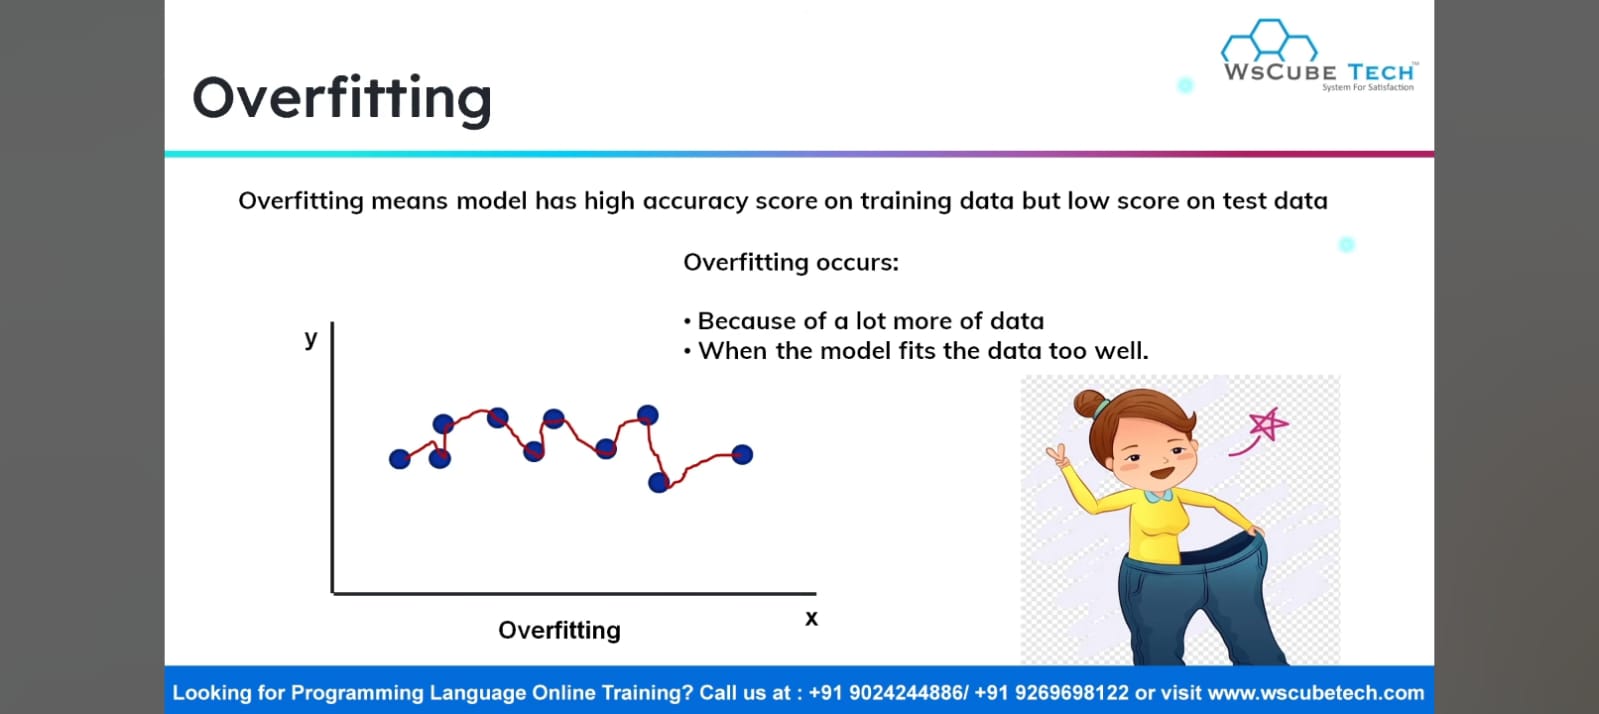 WsCube Tech™
System For Satisfaction
Overfitting
Overfitting means model has high accuracy score on training data but low score on test data
Overfitting occurs:
• Because of a lot more of data
• When the model fits the data too well.
y
x
Overfitting
Looking for Programming Language Online Training? Call us at : +91 9024244886/ +91 9269698122 or visit www.wscubetech.com